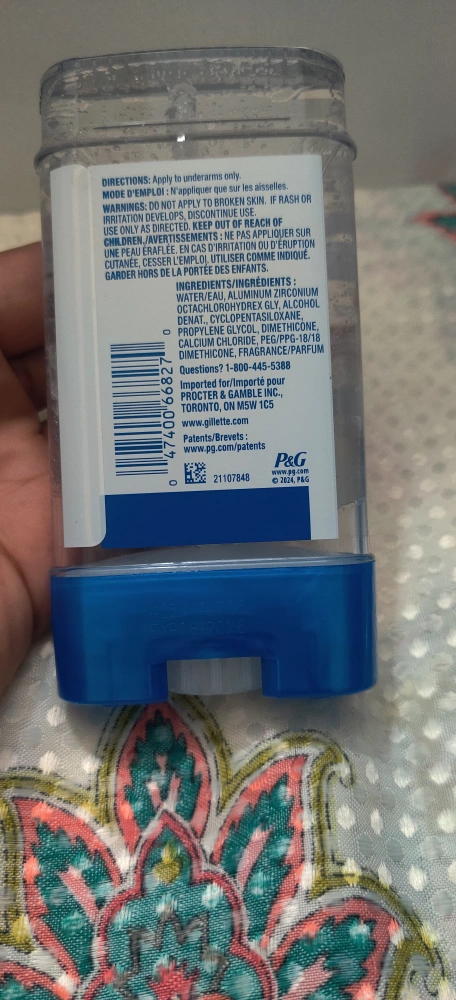 DIRECTIONS: Apply to underarms only.
MODE D'EMPLOI : N'appliquer que sur les aisselles.
WARNINGS: DO NOT APPLY TO BROKEN SKIN. IF RASH OR
IRRITATION DEVELOPS, DISCONTINUE USE.
USE ONLY AS DIRECTED. KEEP OUT OF REACH OF
CHILDREN./AVERTISSEMENTS : NE PAS APPLIQUER SUR
UNE PEAU ÉRAFLÉE. EN CAS D'IRRITATION OU D'ÉRUPTION
CUTANÉE, CESSER L'EMPLOI. UTILISER COMME INDIQUÉ.
GARDER HORS DE LA PORTÉE DES ENFANTS.
INGREDIENTS/INGRÉDIENTS :
WATER/EAU, ALUMINUM ZIRCONIUM
OCTACHLOROHYDREX GLY, ALCOHOL
DENAT., CYCLOPENTASILOXANE,
PROPYLENE GLYCOL, DIMETHICONE,
CALCIUM CHLORIDE, PEG/PPG-18/18
DIMETHICONE, FRAGRANCE/PARFUM
Questions? 1-800-445-5388
Imported for/Importé pour
PROCTER & GAMBLE INC.,
TORONTO, ON M5W 1C5
www.gillette.com
Patents/Brevets :
www.pg.com/patents
0 47400 66827 0
21107848
P&G
www.pg.com
© 2024, P&G